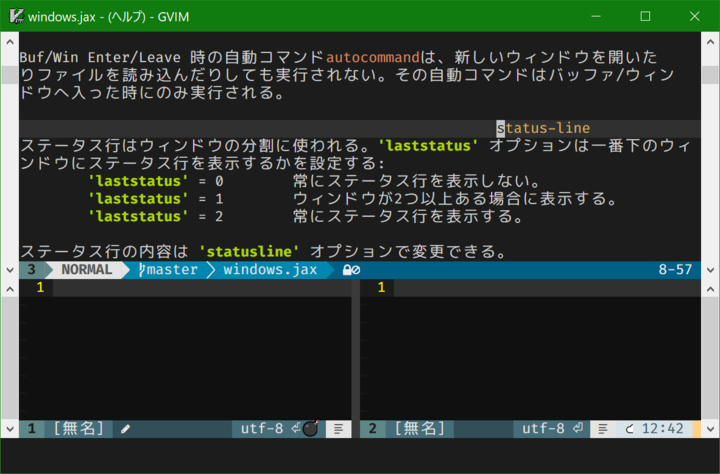 windows.jax - (ヘルプ) - GVIM
Buf/Win Enter/Leave 時の自動コマンドautocommandは、新しいウィンドウを開いた
りファイルを読み込んだりしても実行されない。その自動コマンドはバッファ/ウィン
ドウへ入った時にのみ実行される。
status-line
ステータス行はウィンドウの分割に使われる。'laststatus' オプションは一番下のウィ
ンドウにステータス行を表示するかを設定する:
'laststatus' = 0 常にステータス行を表示しない。
'laststatus' = 1 ウィンドウが2つ以上ある場合に表示する。
'laststatus' = 2 常にステータス行を表示する。
ステータス行の内容は 'statusline' オプションで変更できる。
3 NORMAL master windows.jax 8-57
1
1
1 [無名] utf-8
2 [無名] utf-8 12:42